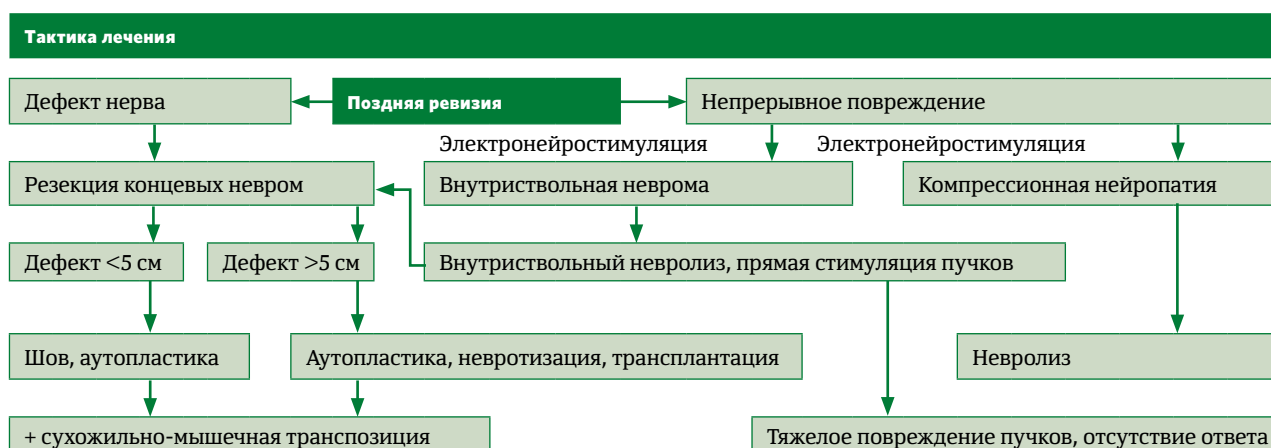 Тактика лечения
Дефект нерва
Поздняя ревизия
Непрерывное повреждение
Электронейростимуляция
Электронейростимуляция
Резекция концевых невром
Внутриствольная неврома
Компрессионная нейропатия
Дефект <5 см
Дефект >5 см
Внутриствольный невролиз, прямая стимуляция пучков
Шов, аутопластика
Аутопластика, невротизация, трансплантация
Невролиз
+ сухожильно-мышечная транспозиция
Тяжелое повреждение пучков, отсутствие ответа